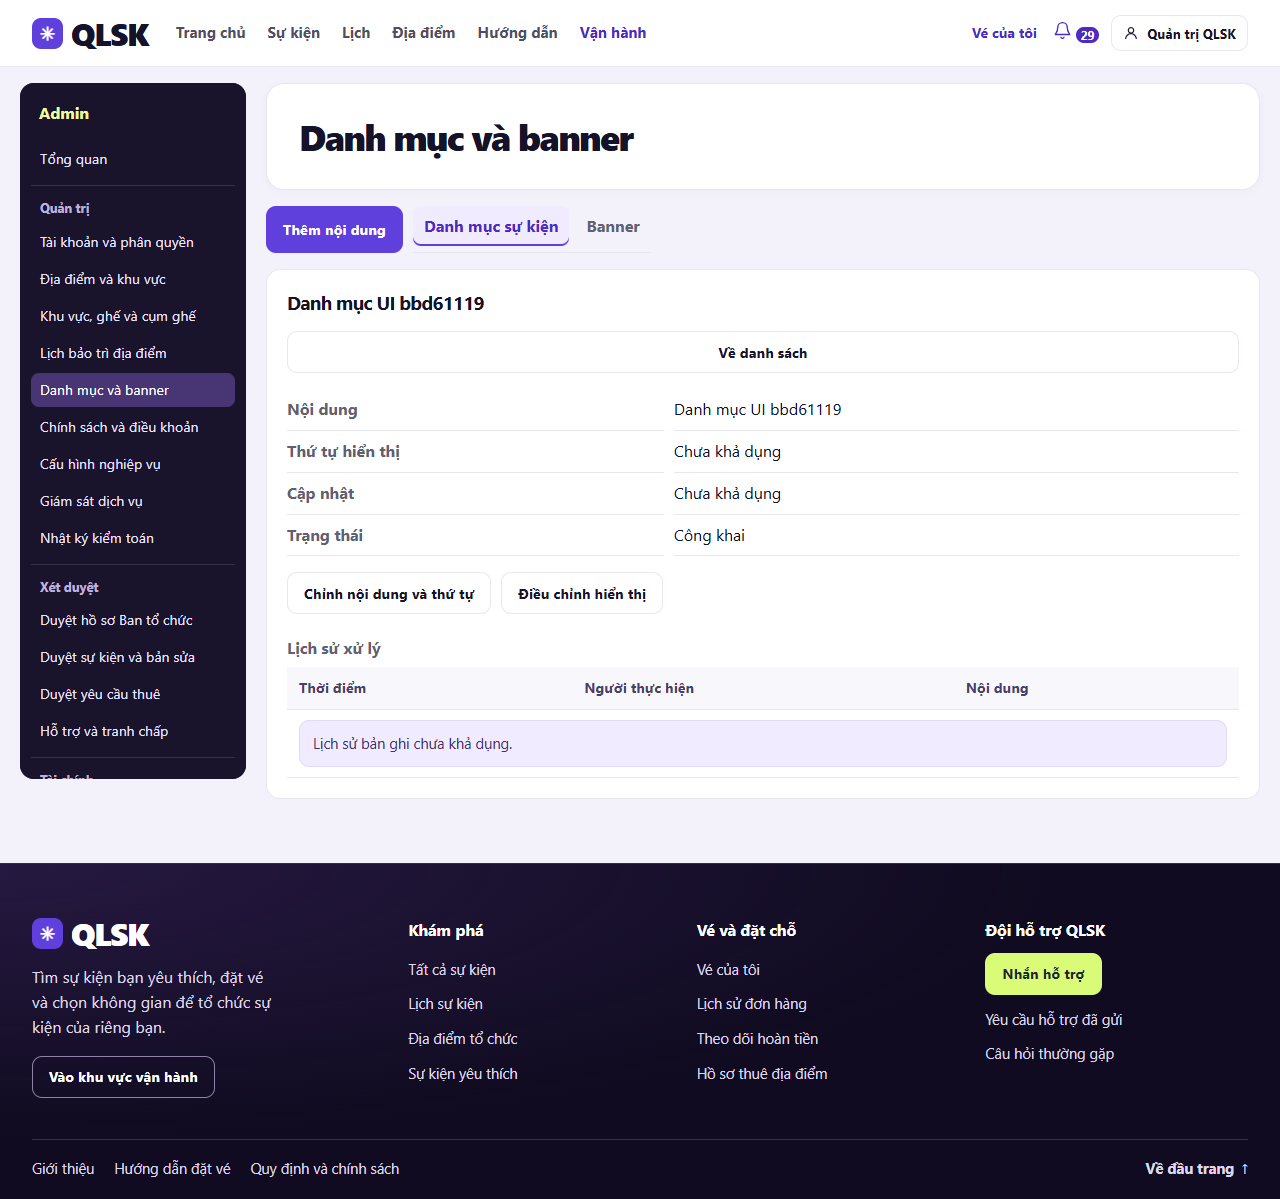 QLSK
Trang chủ
Sự kiện
Lịch
Địa điểm
Hướng dẫn
Vận hành
Vé của tôi
29
Quản trị QLSK
Admin
Tổng quan
Quản trị
Tài khoản và phân quyền
Địa điểm và khu vực
Khu vực, ghế và cụm ghế
Lịch bảo trì địa điểm
Danh mục và banner
Chính sách và điều khoản
Cấu hình nghiệp vụ
Giám sát dịch vụ
Nhật ký kiểm toán
Xét duyệt
Duyệt hồ sơ Ban tổ chức
Duyệt sự kiện và bản sửa
Duyệt yêu cầu thuê
Hỗ trợ và tranh chấp
Tài chính
Danh mục và banner
Thêm nội dung
Danh mục sự kiện
Banner
Danh mục UI bbd61119
Về danh sách
Nội dung
Danh mục UI bbd61119
Thứ tự hiển thị
Chưa khả dụng
Cập nhật
Chưa khả dụng
Trạng thái
Công khai
Chỉnh nội dung và thứ tự
Điều chỉnh hiển thị
Lịch sử xử lý
Thời điểm
Người thực hiện
Nội dung
Lịch sử bản ghi chưa khả dụng.
QLSK
Tìm sự kiện bạn yêu thích, đặt vé
và chọn không gian để tổ chức sự
kiện của riêng bạn.
Vào khu vực vận hành
Khám phá
Tất cả sự kiện
Lịch sự kiện
Địa điểm tổ chức
Sự kiện yêu thích
Vé và đặt chỗ
Vé của tôi
Lịch sử đơn hàng
Theo dõi hoàn tiền
Hồ sơ thuê địa điểm
Đội hỗ trợ QLSK
Nhắn hỗ trợ
Yêu cầu hỗ trợ đã gửi
Câu hỏi thường gặp
Giới thiệu
Hướng dẫn đặt vé
Quy định và chính sách
Về đầu trang ↑